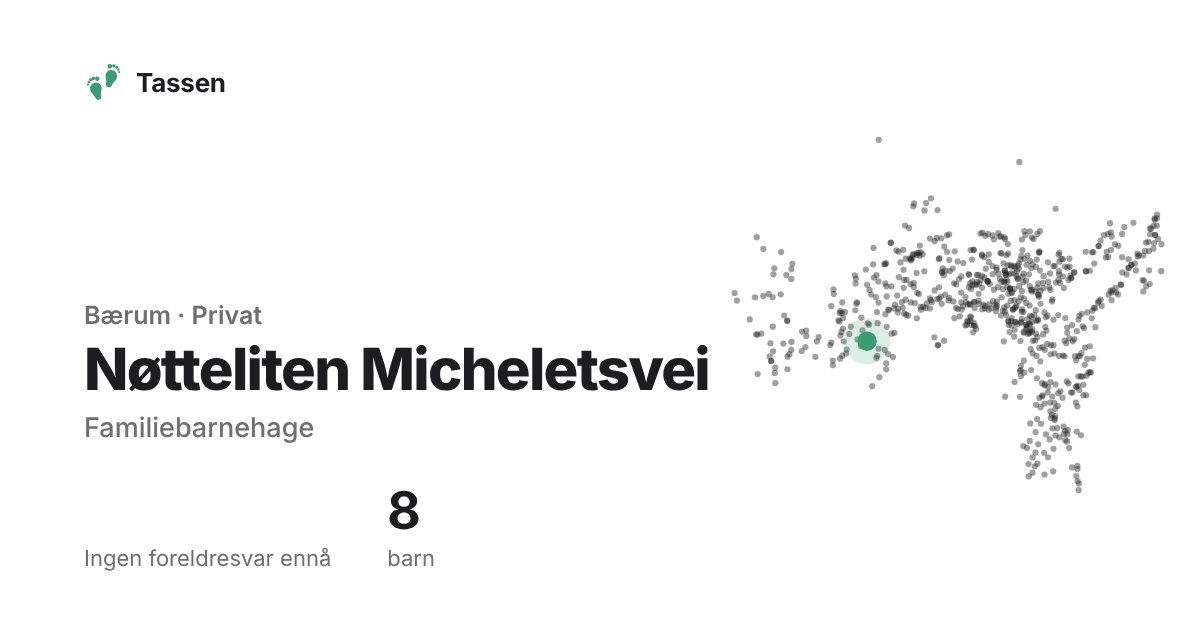 Tassen
Bærum · Privat
Nøtteliten Micheletsvei
Familiebarnehage
8
Ingen foreldresvar ennå
barn